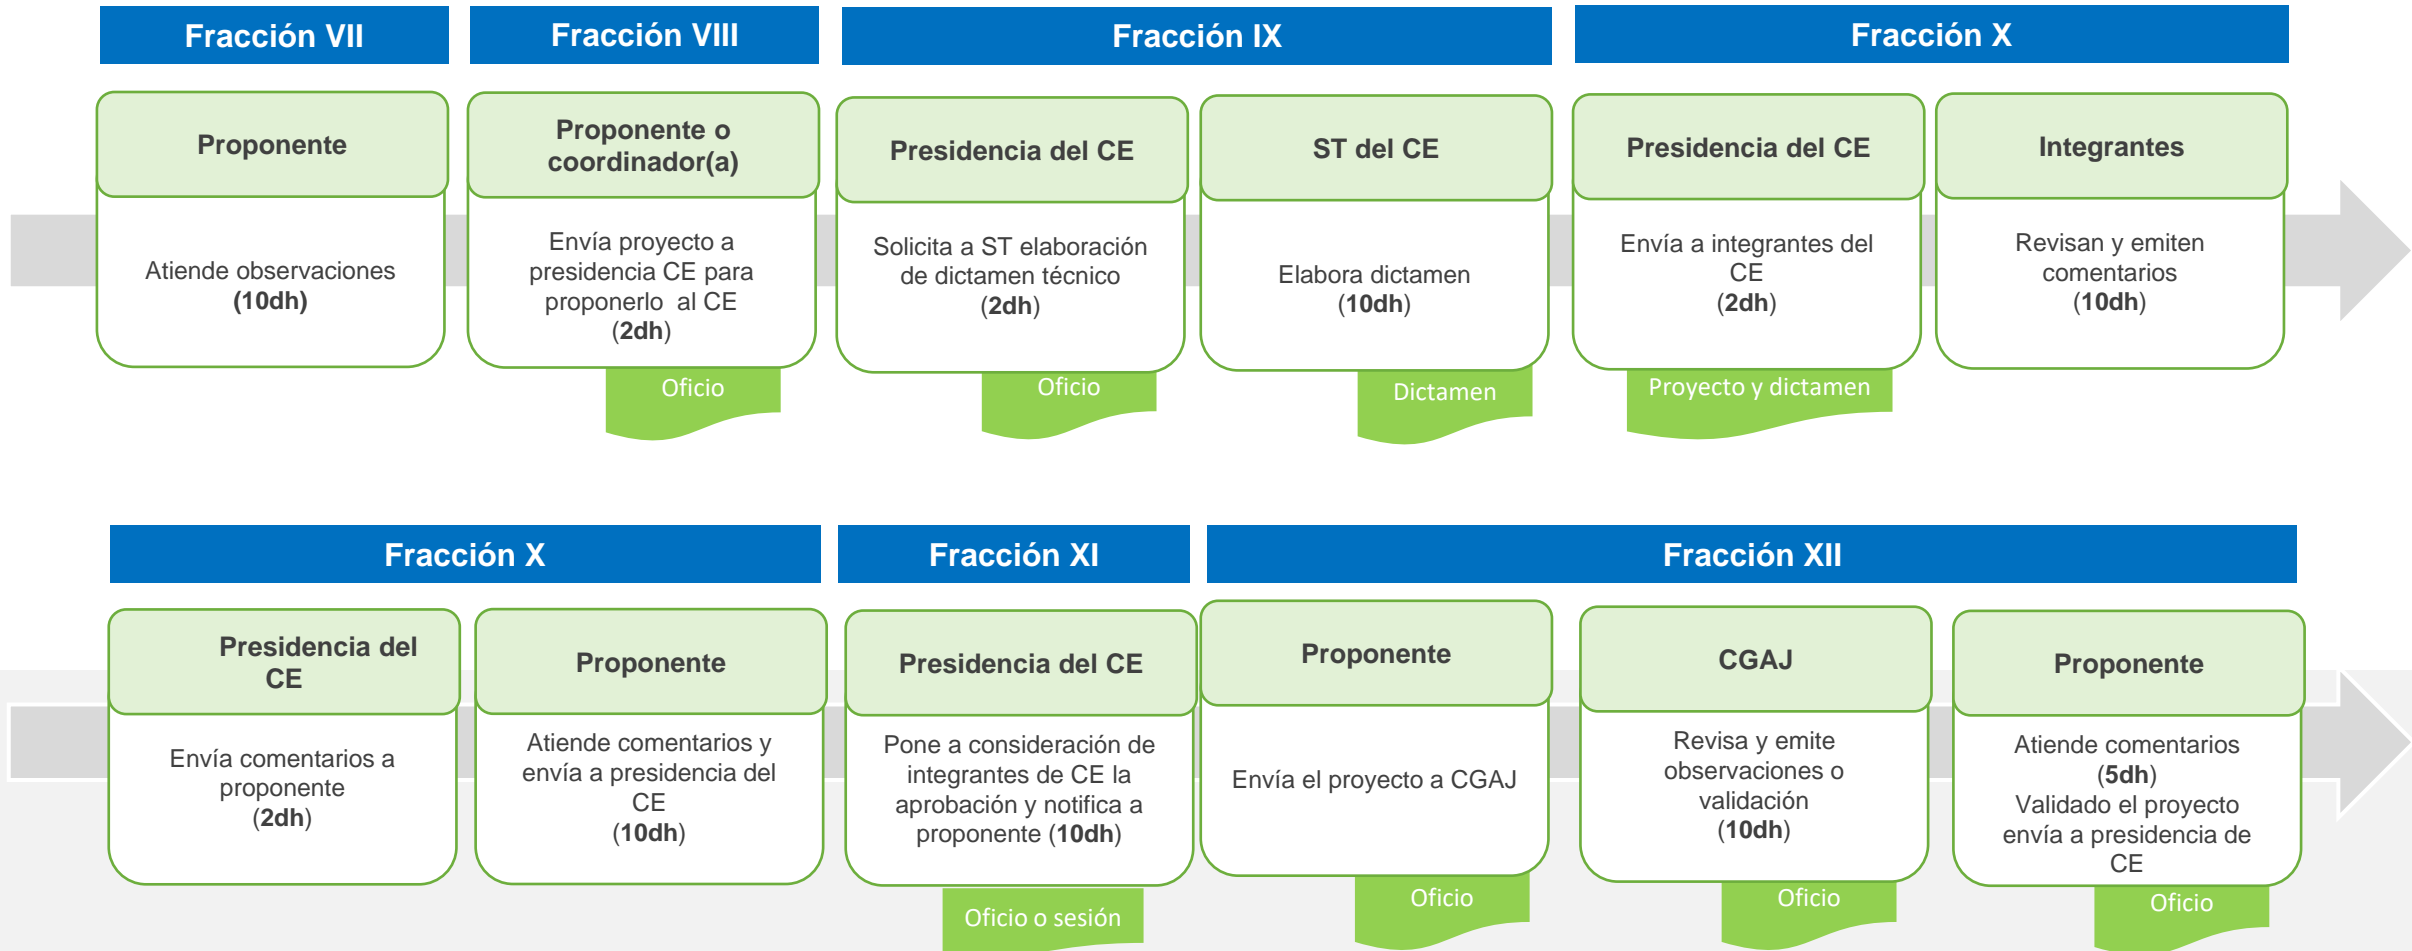 Fracción VII
Fracción VIII
Fracción IX
Fracción X
Proponente
Atiende observaciones
(10dh)
Proponente o
coordinador(a)
Envía proyecto a
presidencia CE para
proponerlo al CE
(2dh)
Oficio
Presidencia del CE
Solicita a ST elaboración
de dictamen técnico
(2dh)
Oficio
ST del CE
Elabora dictamen
(10dh)
Dictamen
Presidencia del CE
Envía a integrantes del
CE
(2dh)
Proyecto y dictamen
Integrantes
Revisan y emiten
comentarios
(10dh)
Fracción X
Fracción XI
Fracción XII
Presidencia del
CE
Envía comentarios a
proponente
(2dh)
Proponente
Atiende comentarios y
envía a presidencia del
CE
(10dh)
Presidencia del CE
Pone a consideración de
integrantes de CE la
aprobación y notifica a
proponente (10dh)
Oficio o sesión
Proponente
Envía el proyecto a CGAJ
Oficio
CGAJ
Revisa y emite
observaciones o
validación
(10dh)
Oficio
Proponente
Atiende comentarios
(5dh)
Validado el proyecto
envía a presidencia de
CE
Oficio